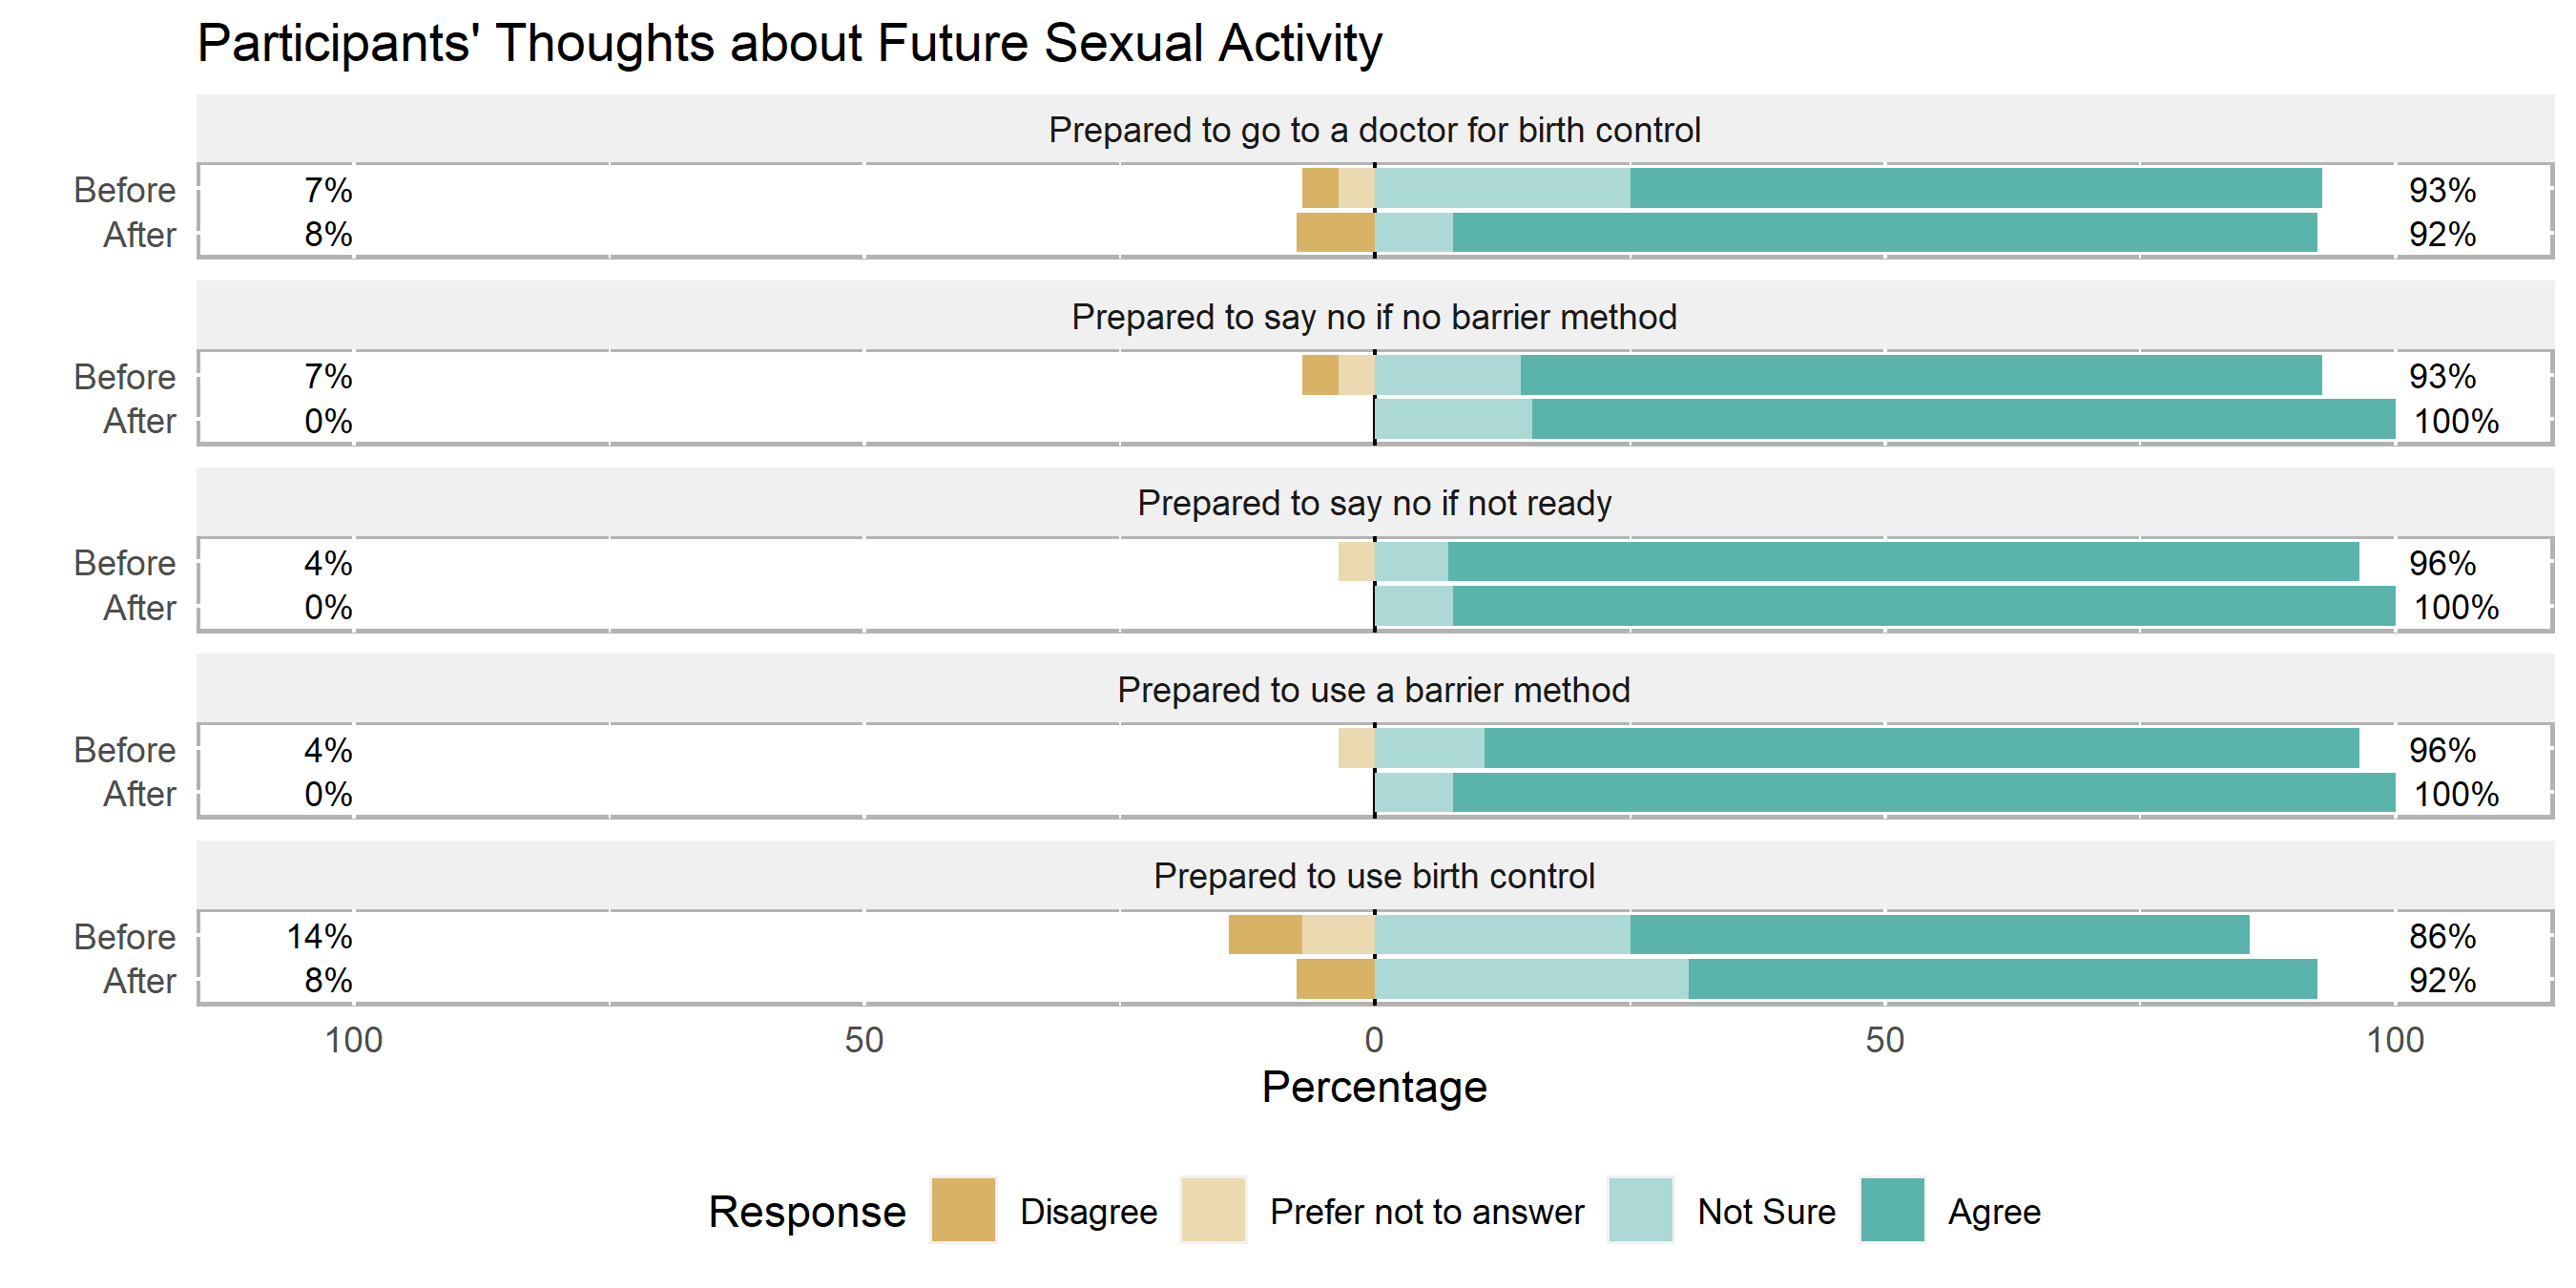 Participants' Thoughts about Future Sexual Activity
Prepared to go to a doctor for birth control
Before 7% 93%
After 8% 92%
Prepared to say no if no barrier method
Before 7% 93%
After 0% 100%
Prepared to say no if not ready
Before 4% 96%
After 0% 100%
Prepared to use a barrier method
Before 4% 96%
After 0% 100%
Prepared to use birth control
Before 14% 86%
After 8% 92%
100 50 0 50 100
Percentage
Response Disagree Prefer not to answer Not Sure Agree